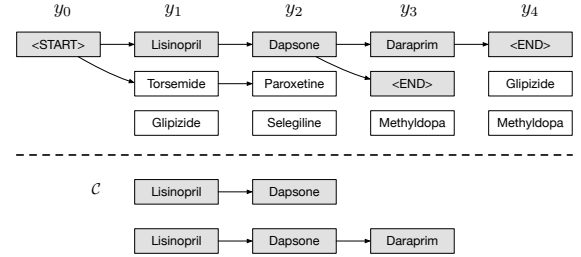 y0 y1 y2 y3 y4
<START> Lisinopril Dapsone Daraprim <END>
Torsemide Paroxetine <END> Glipizide
Glipizide Selegiline Methyldopa Methyldopa
C Lisinopril Dapsone
Lisinopril Dapsone Daraprim